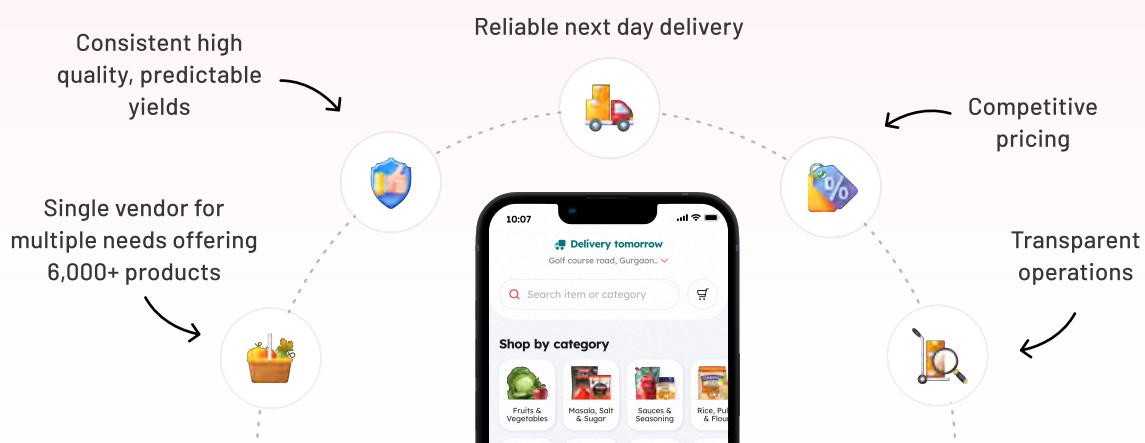 Reliable next day delivery
Consistent high
quality, predictable
yields
Competitive
pricing
Single vendor for
multiple needs offering
6,000+ products
Transparent
operations
10:07
Delivery tomorrow
Golf course road, Gurgaon..
Search item or category
Shop by category
Fruits &
Vegetables
Masala, Salt
& Sugar
Sauces &
Seasoning
Rice, Pul
& Flou
%